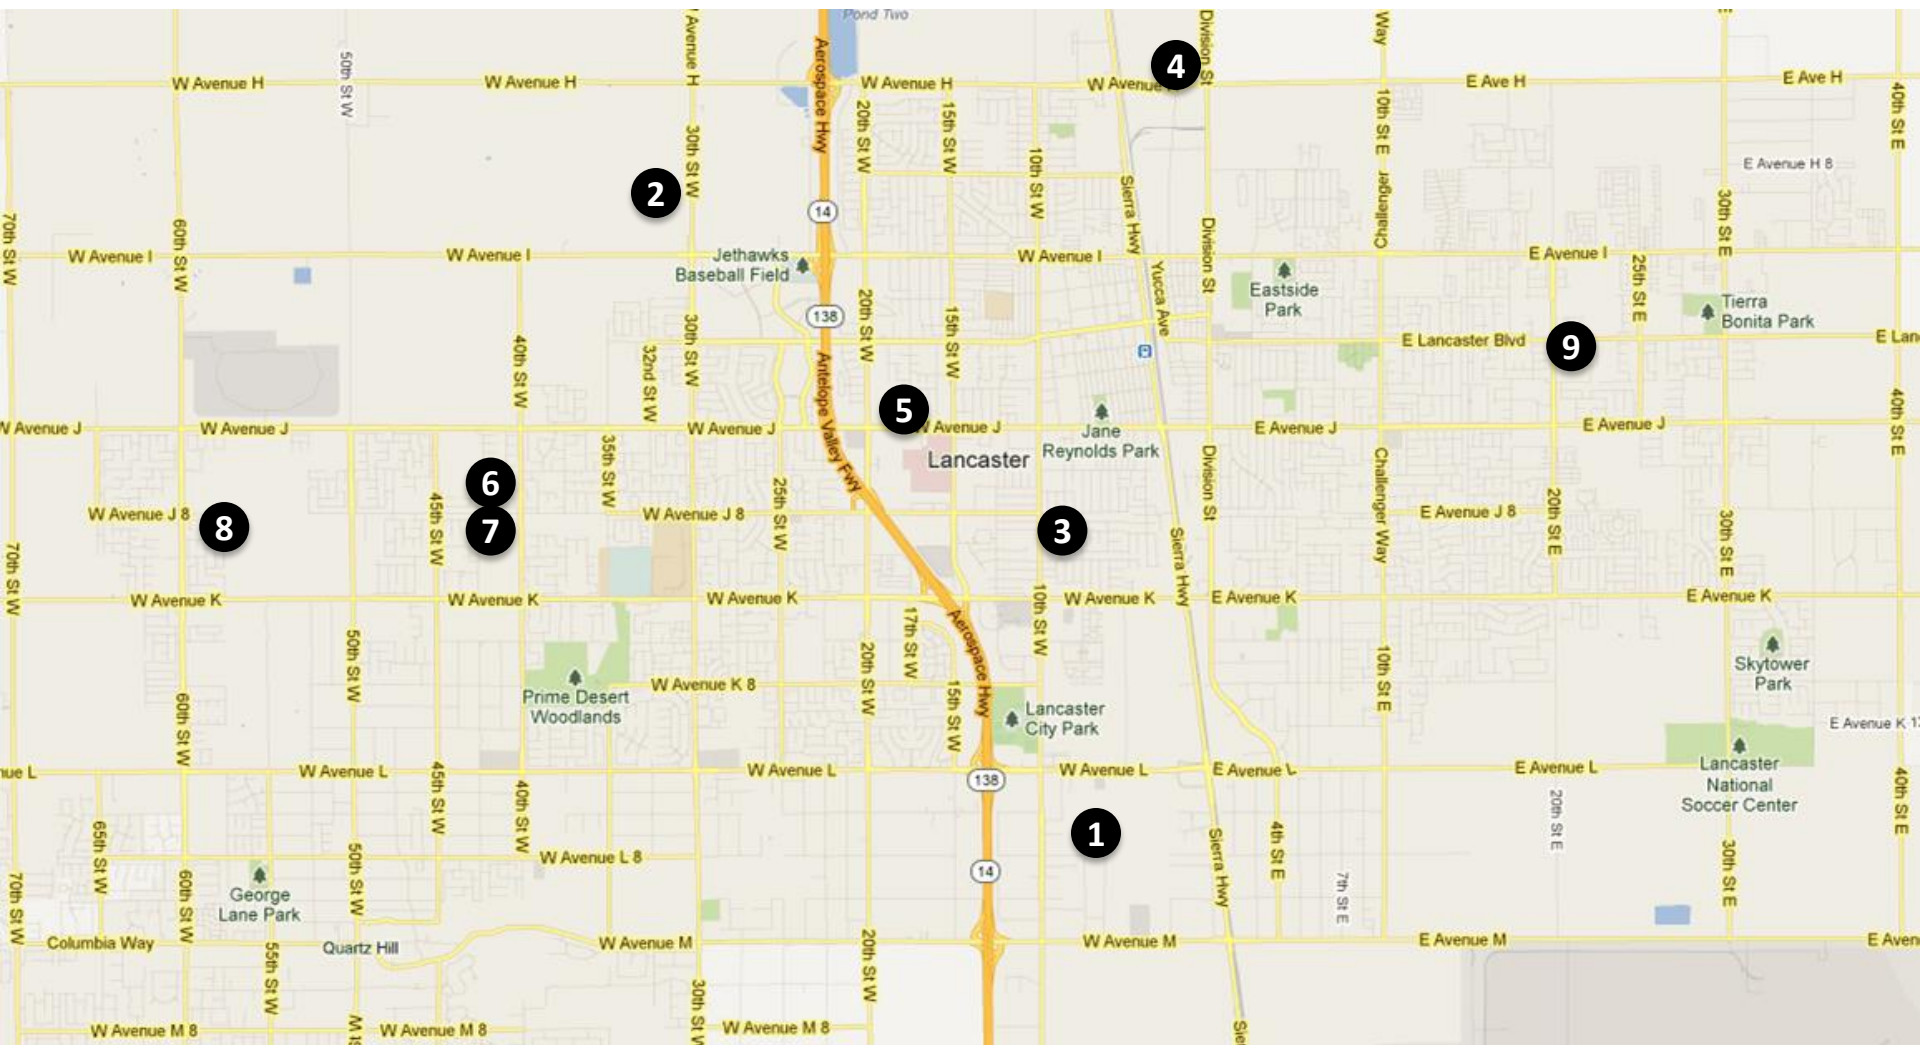 Pond Two
Aerospace Hwy
Avenue H
Division St
Way
50th St W
W Avenue H
W Avenue H
W Avenue H
W Avenue
4
E Ave H
E Ave H
30th St W
20th St W
15th St W
10th St W
Sierra Hwy
10th St E
40th St E
E Avenue H 8
2
Challenger
14
70th St W
60th St W
Division St
30th St E
W Avenue I
W Avenue I
Jethawks
Baseball Field
W Avenue I
E Avenue I
Yucca Ave
25th St E
Eastside
Park
Tierra
Bonita Park
138
30th St W
20th St W
15th St W
40th St W
32nd St W
E Lancaster Blvd
9
E Lan
Antelope Valley Fwy
5
40th St E
W Avenue J
W Avenue J
W Avenue J
W Avenue J
Jane
Reynolds Park
E Avenue J
E Avenue J
Lancaster
35th St W
Division St
Challenger Way
6
7
45th St W
25th St W
20th St E
W Avenue J 8
8
W Avenue J 8
3
E Avenue J 8
30th St E
Sierra Hwy
70th St W
W Avenue K
W Avenue K
W Avenue K
W Avenue K
E Avenue K
E Avenue K
10th St W
17th St W
Aerospace Hwy
50th St W
20th St W
10th St E
Skytower
Park
60th St W
Prime Desert
Woodlands
W Avenue K 8
15th St W
Lancaster
City Park
E Avenue K 1
nue L
W Avenue L
W Avenue L
138
W Avenue L
E Avenue L
E Avenue L
Lancaster
National
Soccer Center
45th St W
40th St W
20th St E
40th St E
65th St W
1
Sierra Hwy
4th St E
50th St W
W Avenue L 8
30th St E
14
70th St W
60th St W
George
Lane Park
7th St E
Columbia Way
Quartz Hill
W Avenue M
W Avenue M
E Avenue M
E Aven
55th St W
20th St W
30th St W
W Avenue M 8
W Avenue M 8
W Avenue M 8
Sie